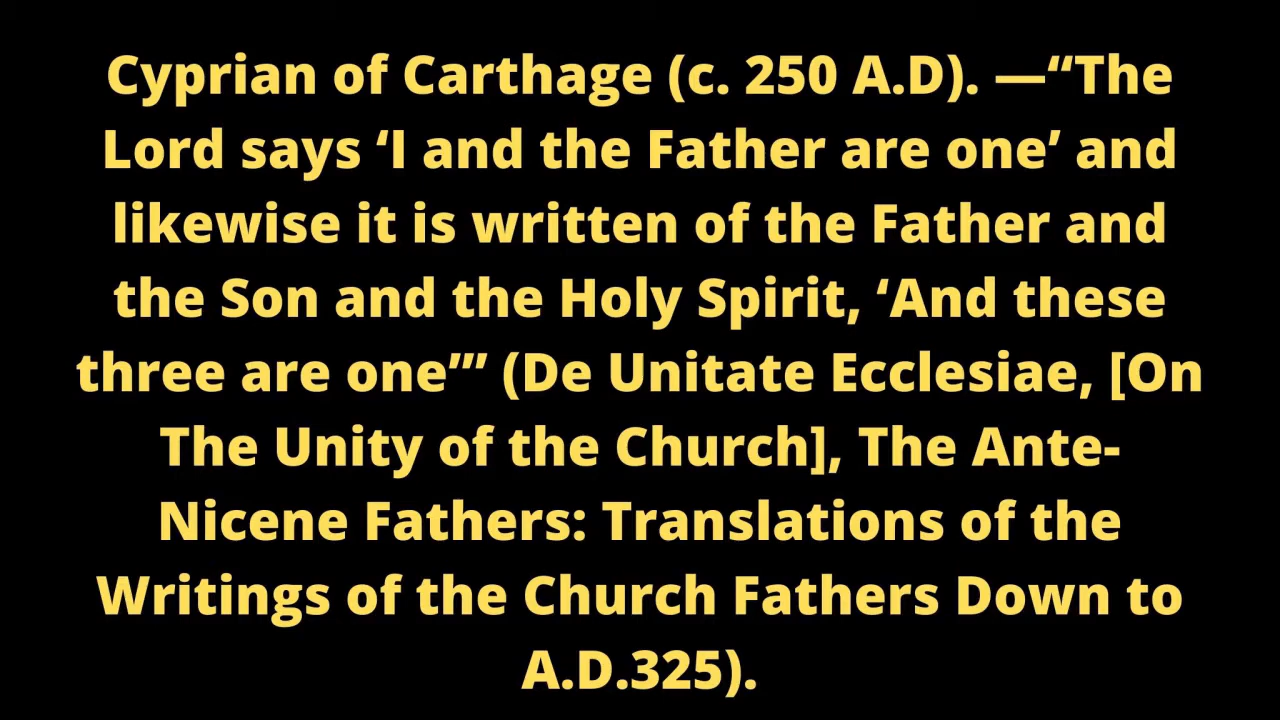 Cyprian of Carthage (c. 250 A.D). —“The
Lord says ‘I and the Father are one’ and
likewise it is written of the Father and
the Son and the Holy Spirit, ‘And these
three are one’” (De Unitate Ecclesiae, [On
The Unity of the Church], The Ante-
Nicene Fathers: Translations of the
Writings of the Church Fathers Down to
A.D.325).